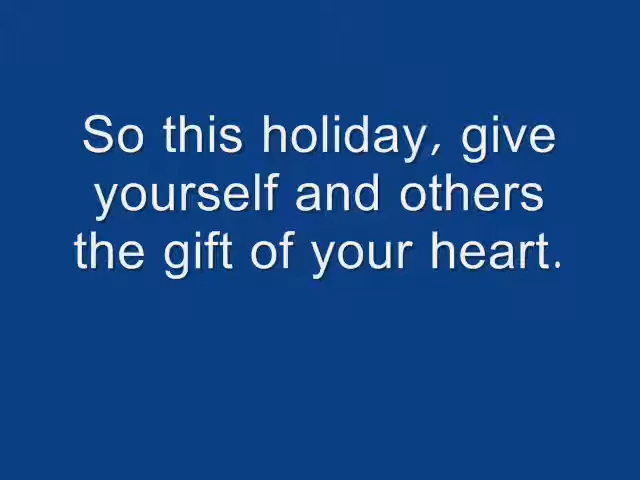 So this holiday, give
yourself and others
the gift of your heart.